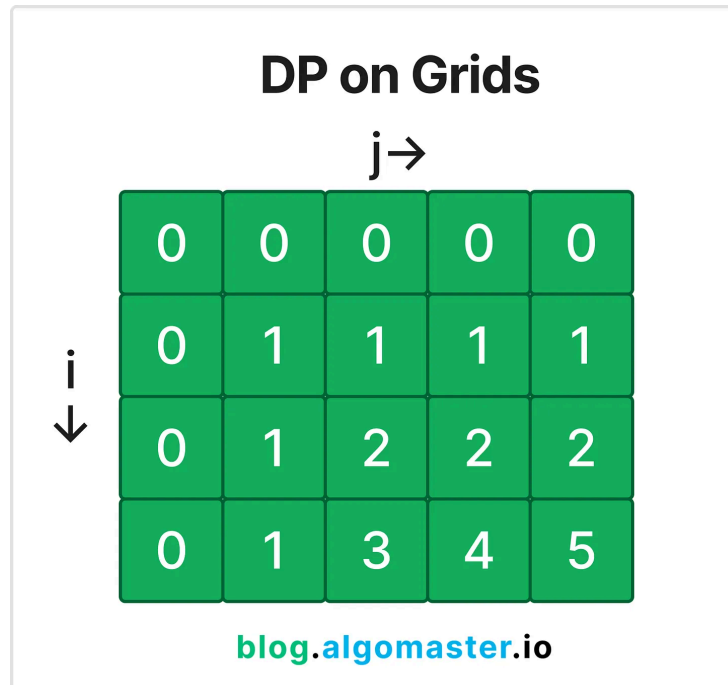 DP on Grids
j→
0 0 0 0 0
0 1 1 1 1
i
↓
0 1 2 2 2
0 1 3 4 5
blog.algomaster.io